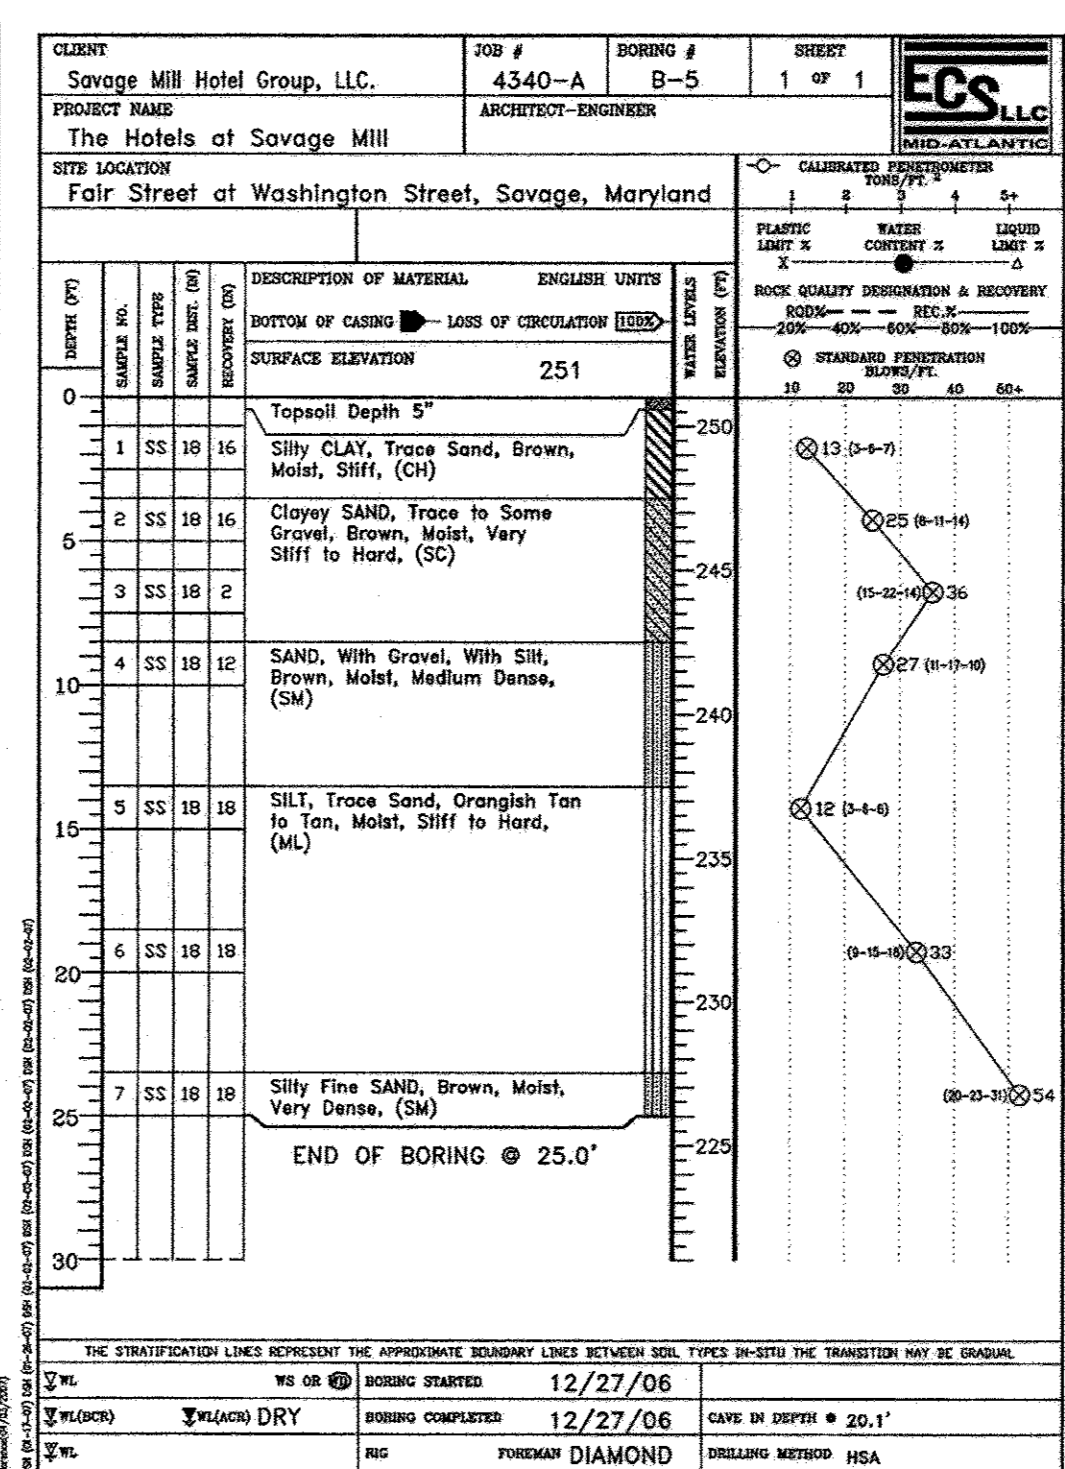 CLIENT
Savage Mill Hotel Group, LLC.
JOB #
4340-A
BORING #
B-5
SHEET
1 OF 1
ECS LLC
MID-ATLANTIC
PROJECT NAME
The Hotels at Savage Mill
ARCHITECT-ENGINEER
SITE LOCATION
Fair Street at Washington Street, Savage, Maryland
CALIBRATED PENETROMETER
TONS/FT.²
1 2 3 4 5+
PLASTIC LIMIT %
WATER CONTENT %
LIQUID LIMIT %
X
ROCK QUALITY DESIGNATION & RECOVERY
RQD% REC.%
20% 40% 60% 80% 100%
STANDARD PENETRATION
BLOWS/FT.
10 20 30 40 50+
DEPTH (FT)
SAMPLE NO.
SAMPLE TYPE
SAMPLE DIST. (IN)
RECOVERY (IN)
DESCRIPTION OF MATERIAL ENGLISH UNITS
BOTTOM OF CASING LOSS OF CIRCULATION 100%
SURFACE ELEVATION 251
WATER LEVELS
ELEVATION (FT)
0
Topsoil Depth 5"
250
1 SS 18 16
Silty CLAY, Trace Sand, Brown,
Moist, Stiff, (CH)
13 (3-6-7)
2 SS 18 16
Clayey SAND, Trace to Some
Gravel, Brown, Moist, Very
Stiff to Hard, (SC)
25 (8-11-14)
5
245
3 SS 18 2
(15-22-14) 36
4 SS 18 12
SAND, With Gravel, With Silt,
Brown, Moist, Medium Dense,
(SM)
27 (11-17-10)
10
240
5 SS 18 18
SILT, Trace Sand, Orangish Tan
to Tan, Moist, Stiff to Hard,
(ML)
12 (3-6-6)
15
235
6 SS 18 18
(9-15-18) 33
20
230
7 SS 18 18
Silty Fine SAND, Brown, Moist,
Very Dense, (SM)
(20-23-31) 54
25
END OF BORING @ 25.0'
225
30
THE STRATIFICATION LINES REPRESENT THE APPROXIMATE BOUNDARY LINES BETWEEN SOIL TYPES IN-SITU THE TRANSITION MAY BE GRADUAL
WL WS OR WD
BORING STARTED 12/27/06
WL(BCR) WL(ACR) DRY
BORING COMPLETED 12/27/06
CAVE IN DEPTH @ 20.1'
WL
RIG FOREMAN DIAMOND
DRILLING METHOD HSA